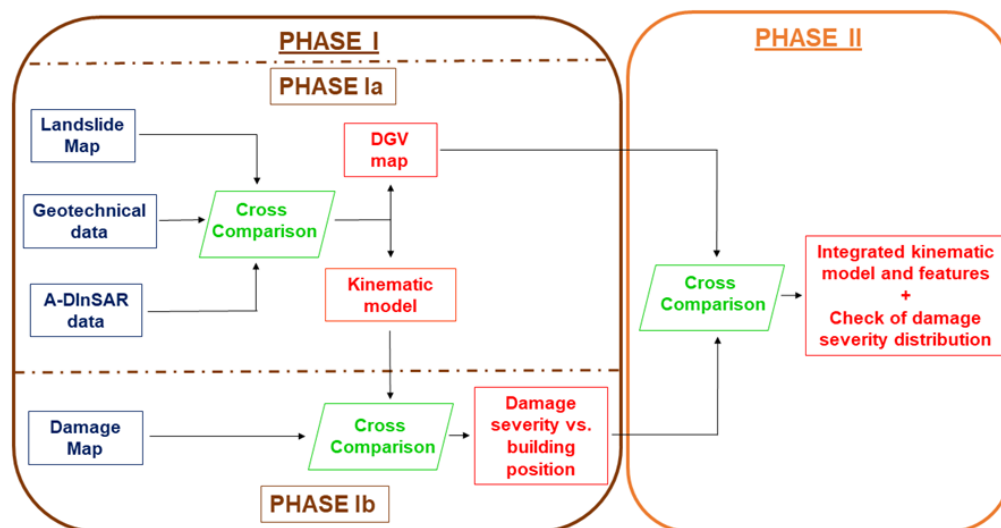 PHASE I
PHASE II
PHASE Ia
Landslide
Map
DGV
map
Geotechnical
data
Cross
Comparison
A-DInSAR
data
Kinematic
model
Cross
Comparison
Integrated kinematic
model and features
+
Check of damage
severity distribution
Damage
Map
Cross
Comparison
Damage
severity vs.
building
position
PHASE Ib